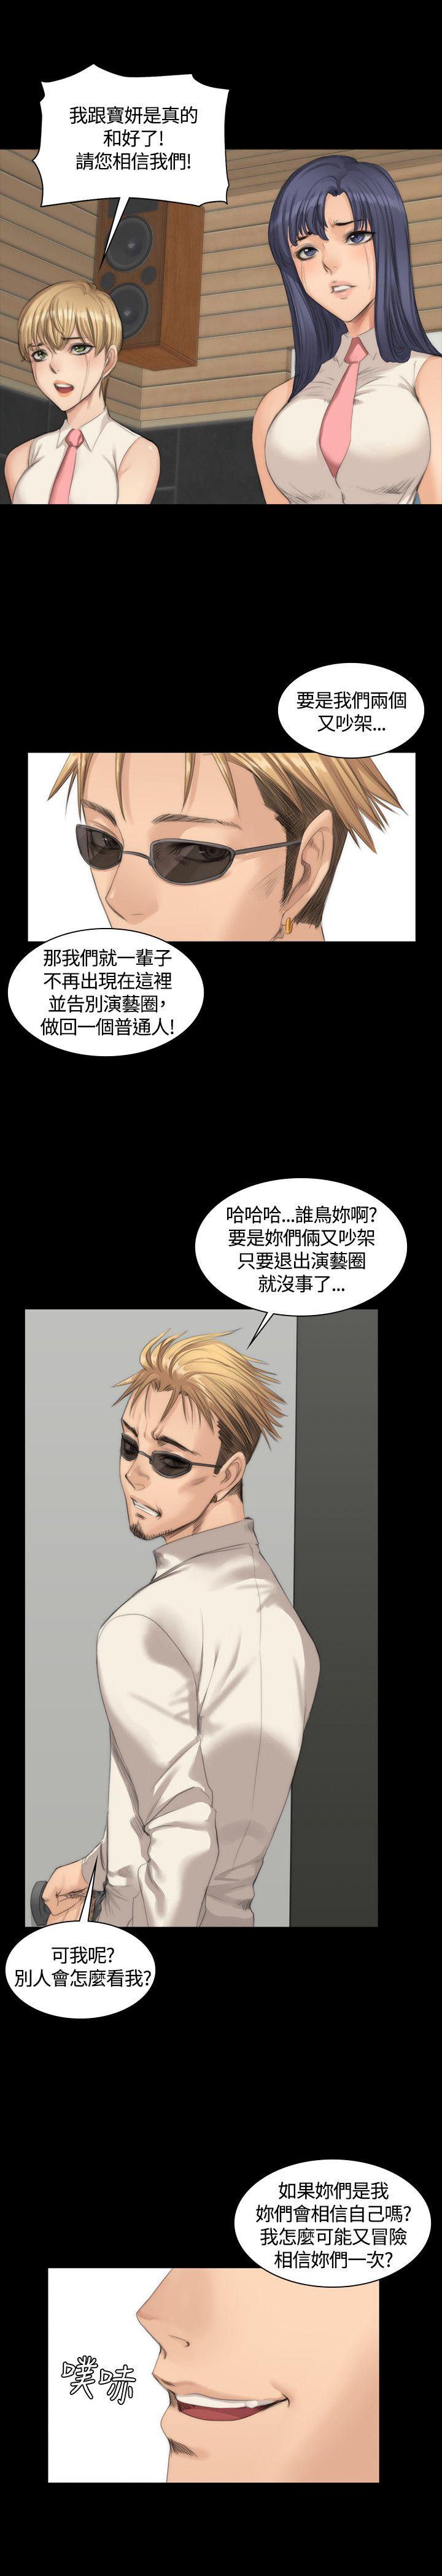 我跟寶妍是真的
和好了!
請您相信我們!
要是我們兩個
又吵架...
那我們就一輩子
不再出現在這裡
並告別演藝圈,
做回一個普通人!
哈哈哈...誰鳥妳啊?
要是妳們倆又吵架
只要退出演藝圈
就沒事了...
可我呢?
別人會怎麼看我?
如果妳們是我
妳們會相信自己嗎?
我怎麼可能又冒險
相信妳們一次?
噗哧